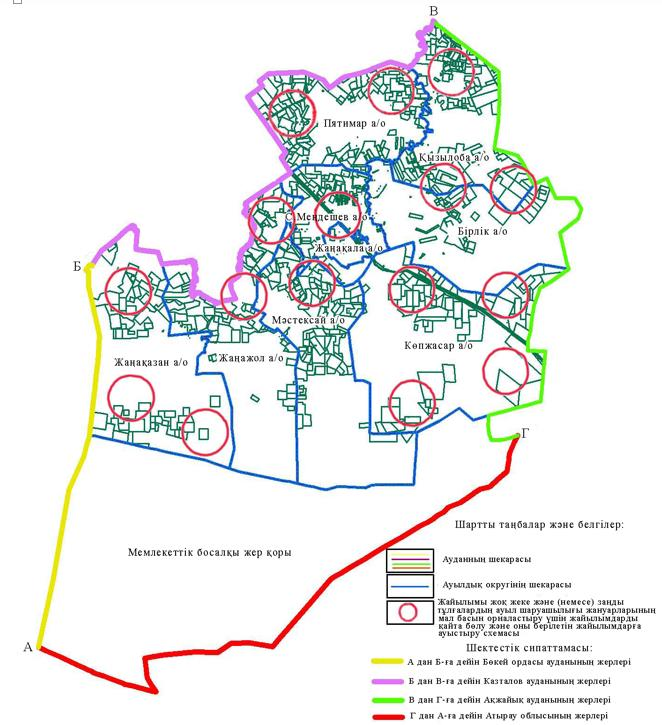 В
Пятимар а/о
Қызылоба а/о
С.Меңдешев а/о
Бірлік а/о
Жаңақала а/о
Б
Мәстексай а/о
Көпжасар а/о
Жаңақазан а/о
Жаңажол а/о
Г
Шартты таңбалар және белгілер:
Мемлекеттік босалқы жер қоры
Ауданның шекарасы
Ауылдық округінің шекарасы
Жайылымы жоқ жеке және (немесе) заңды
тұлғалардың ауыл шаруашылығы жануарларының
мал басын орналастыру үшін жайылымдарды
қайта бөлу және оны берілетін жайылымдарға
ауыстыру схемасы
А
Шектестік сипаттамасы:
А дан Б-ға дейін Бөкей ордасы ауданының жерлері
Б дан В-ға дейін Казталов ауданының жерлері
В дан Г-ға дейін Ақжайық ауданының жерлері
Г дан А-ға дейін Атырау облысының жерлері